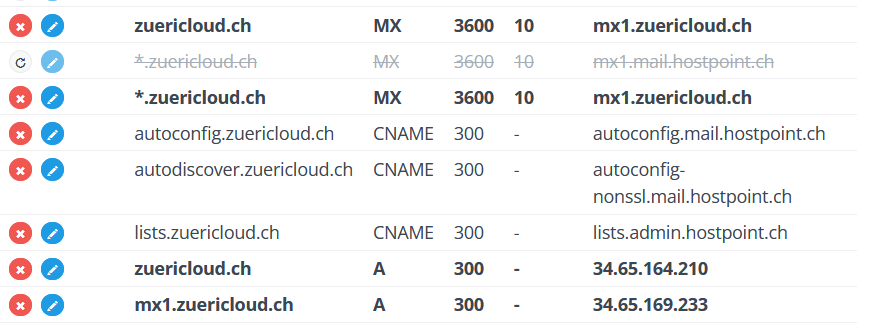 zuericloud.ch MX 3600 10 mx1.zuericloud.ch
*.zuericloud.ch MX 3600 10 mx1.mail.hostpoint.ch
*.zuericloud.ch MX 3600 10 mx1.zuericloud.ch
autoconfig.zuericloud.ch CNAME 300 - autoconfig.mail.hostpoint.ch
autodiscover.zuericloud.ch CNAME 300 - autoconfig-
nonssl.mail.hostpoint.ch
lists.zuericloud.ch CNAME 300 - lists.admin.hostpoint.ch
zuericloud.ch A 300 - 34.65.164.210
mx1.zuericloud.ch A 300 - 34.65.169.233